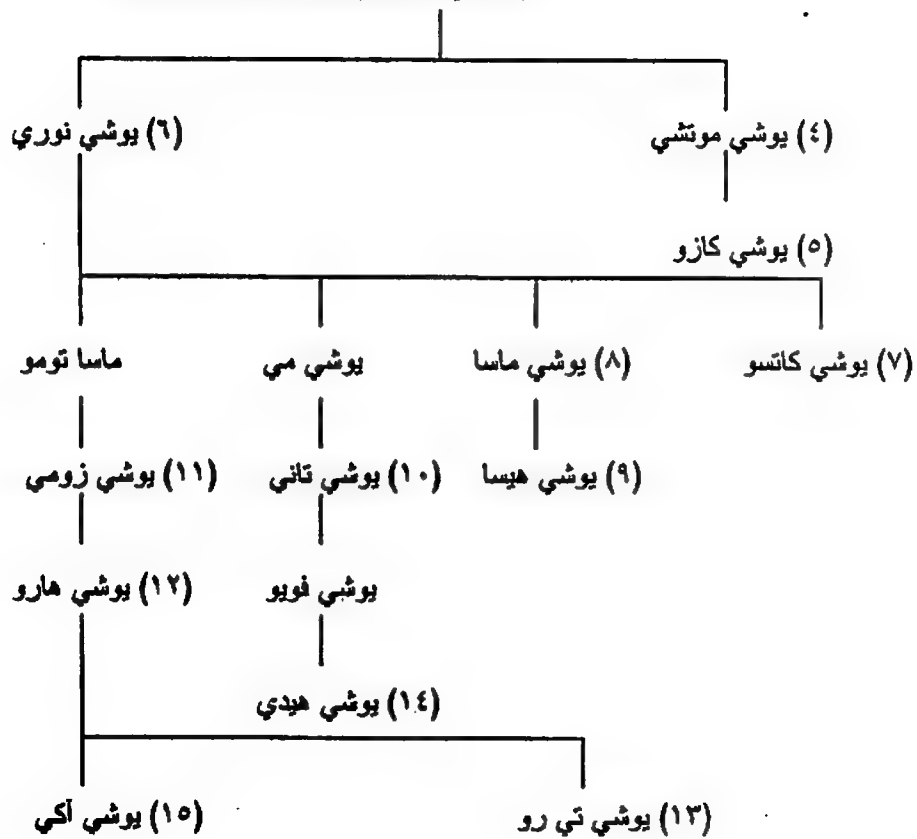 (٤) يوشي موتشي
(٦) يوشي نوري
(٥) يوشي كازو
(٧) يوشي كاتسو
(٨) يوشي ماسا
يوشي مي
ماسا تومو
(٩) يوشي هيسا
(١٠) يوشي تاني
(١١) يوشي زومي
يوشي فويو
(١٢) يوشي هارو
(١٤) يوشي هيدي
(١٣) يوشي تي رو
(١٥) يوشي آكي